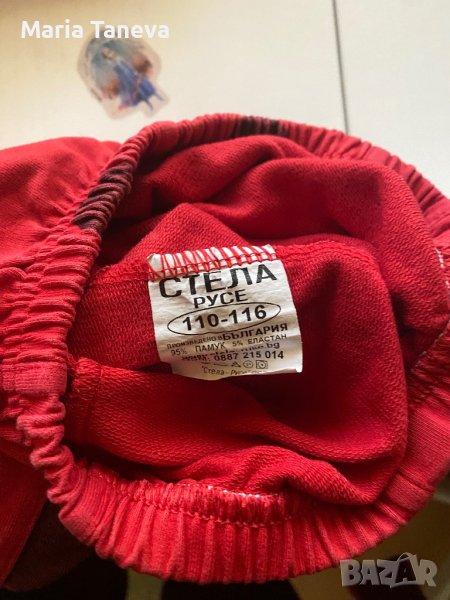 Maria Taneva
СТЕЛА
РУСЕ
110-116
ПРОИЗВЕДЕНО В БЪЛГАРИЯ
95% ПАМУК 5% ЕЛАСТАН
0887 215 014
BAZAR